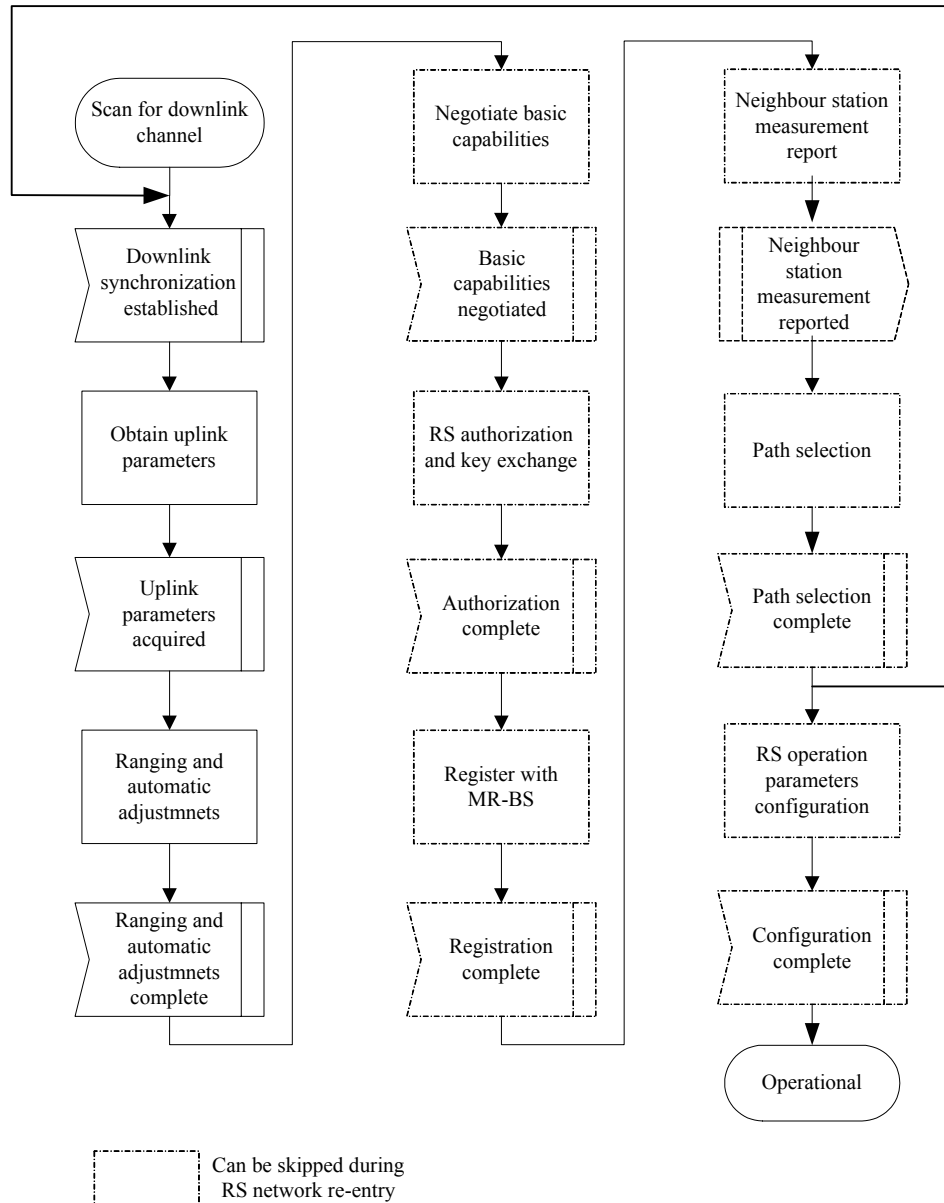 Scan for downlink
channel
Downlink
synchronization
established
Obtain uplink
parameters
Uplink
parameters
acquired
Ranging and
automatic
adjustmnets
Ranging and
automatic
adjustmnets
complete
Negotiate basic
capabilities
Basic
capabilities
negotiated
RS authorization
and key exchange
Authorization
complete
Register with
MR-BS
Registration
complete
Neighbour station
measurement
report
Neighbour
station
measurement
reported
Path selection
Path selection
complete
RS operation
parameters
configuration
Configuration
complete
Operational
Can be skipped during
RS network re-entry